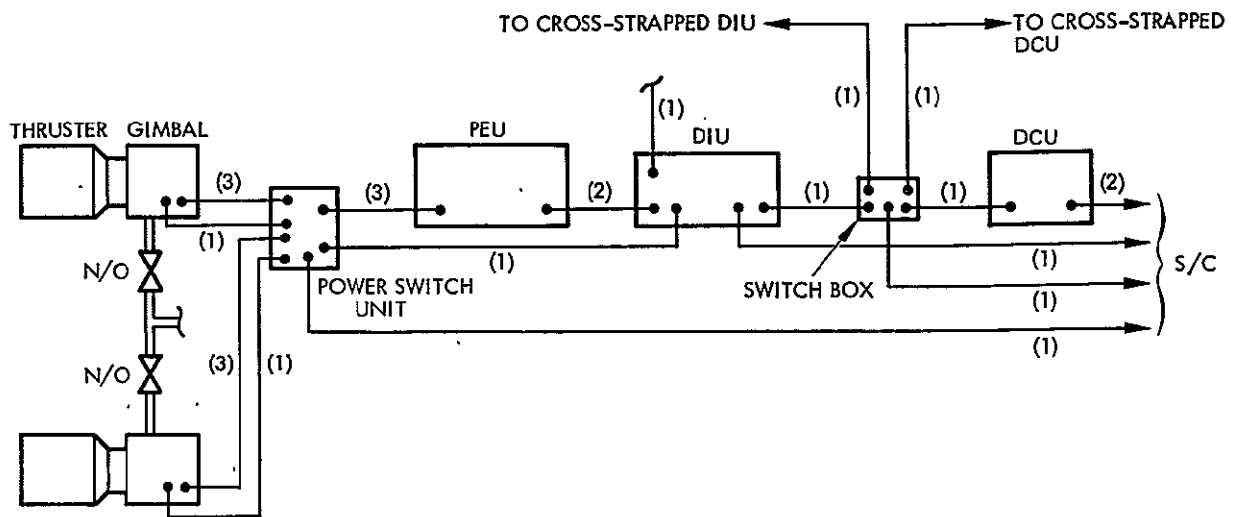 TO CROSS-STRAPPED DIU
TO CROSS-STRAPPED
DCU
(1)
(1)
(1)
THRUSTER
GIMBAL
PEU
DIU
DCU
(3)
(3)
(2)
(1)
(1)
(2)
(1)
(1)
(1)
N/O
POWER SWITCH
UNIT
SWITCH BOX
(1)
S/C
N/O
(3)
(1)
(1)